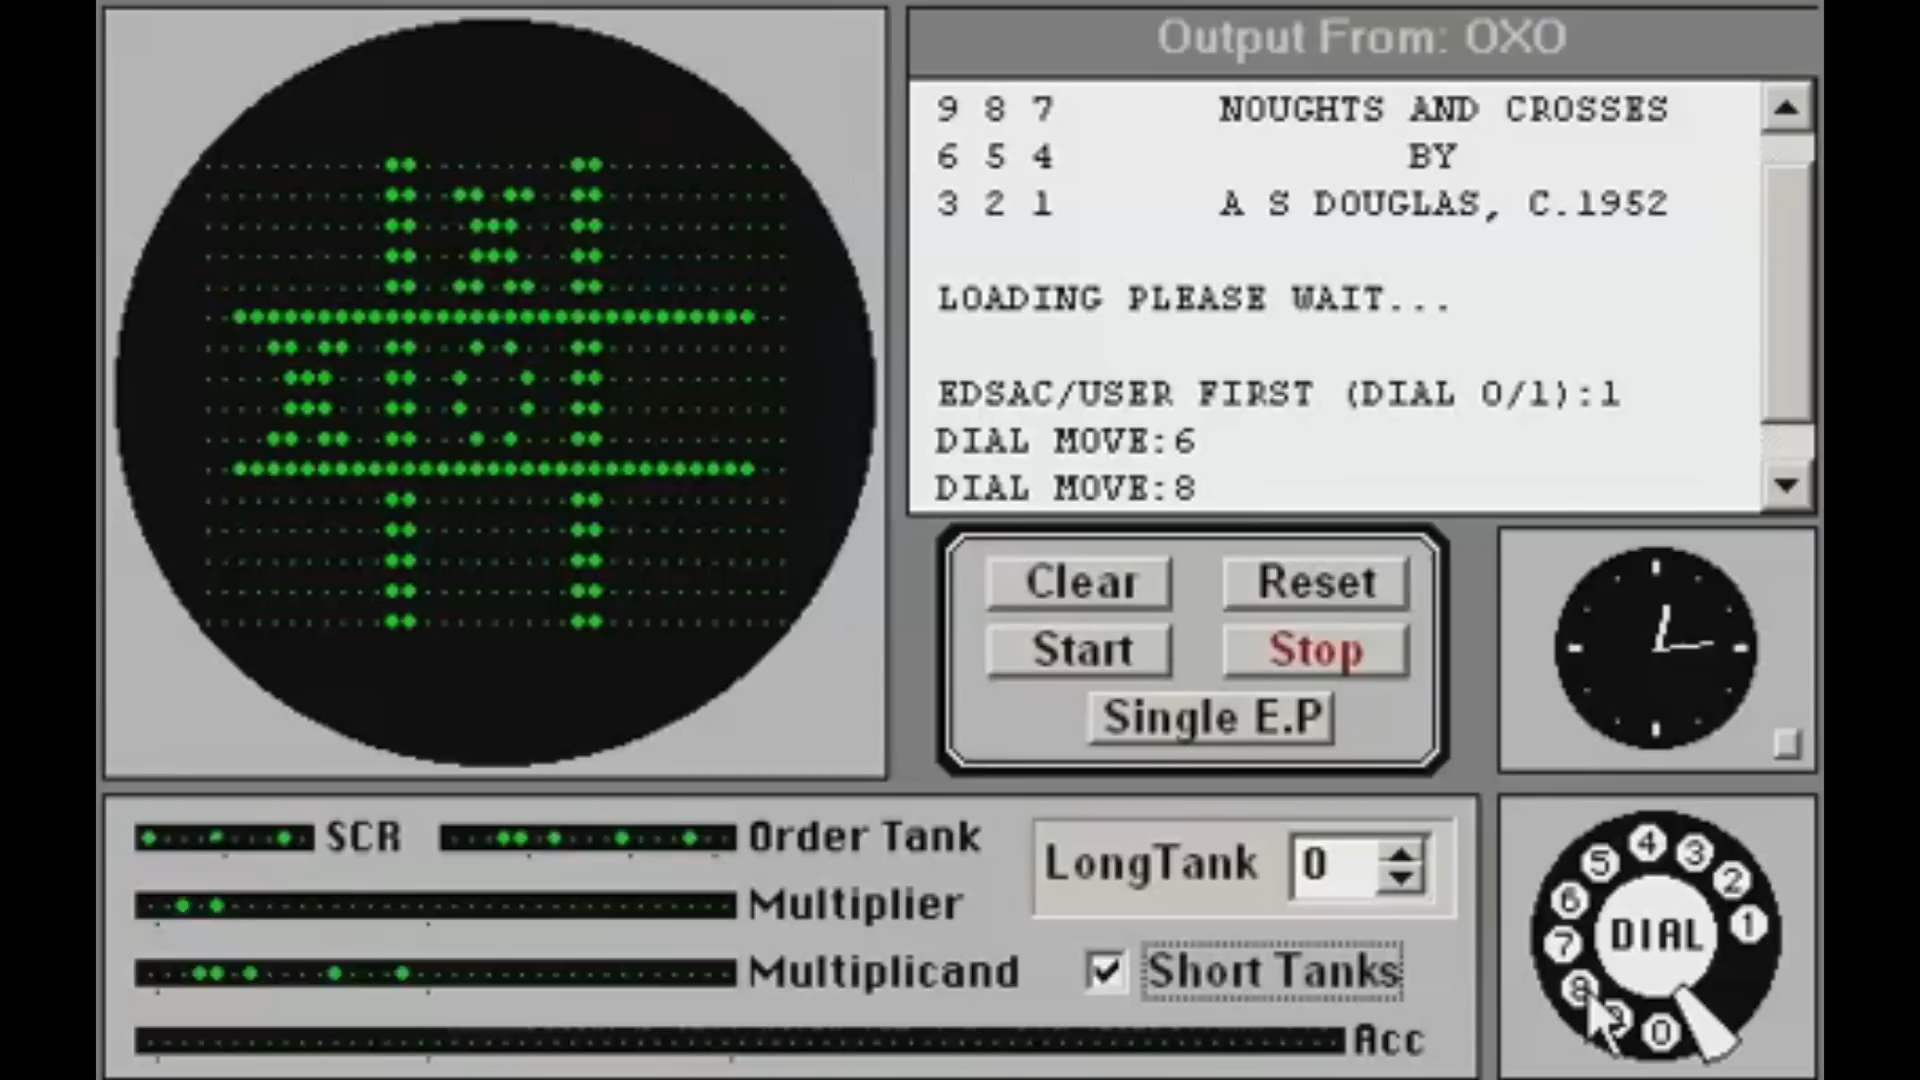 Output From: OXO
9 8 7 NOUGHTS AND CROSSES
6 5 4 BY
3 2 1 A S DOUGLAS, C.1952
LOADING PLEASE WAIT...
EDSAC/USER FIRST (DIAL 0/1):1
DIAL MOVE:6
DIAL MOVE:8
Clear Reset
Start Stop
Single E.P
SCR Order Tank
LongTank 0
Multiplier
Multiplicand
Short Tanks
Acc
4 3 2 1
5 6 7 8 0
DIAL